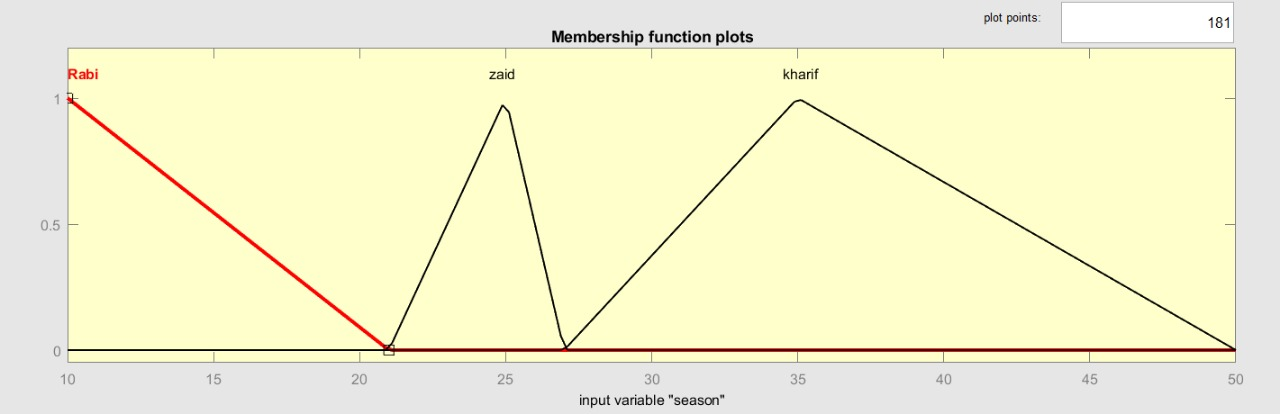 plot points: 181
Membership function plots
Rabi zaid kharif
1
0.5
0
10 15 20 25 30 35 40 45 50
input variable "season"